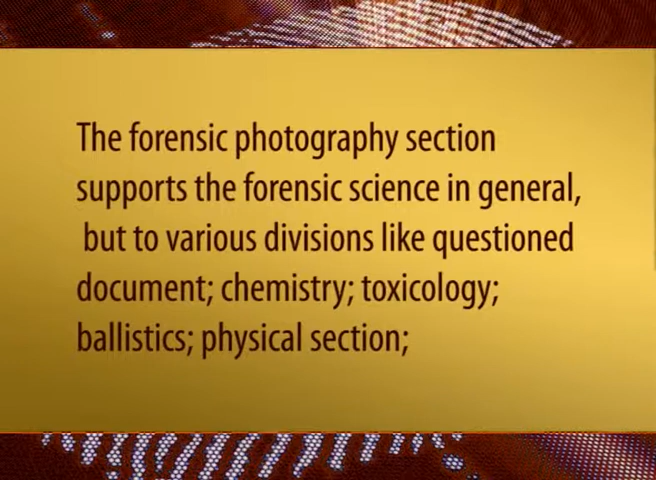 The forensic photography section
supports the forensic science in general,
but to various divisions like questioned
document; chemistry; toxicology;
ballistics; physical section;